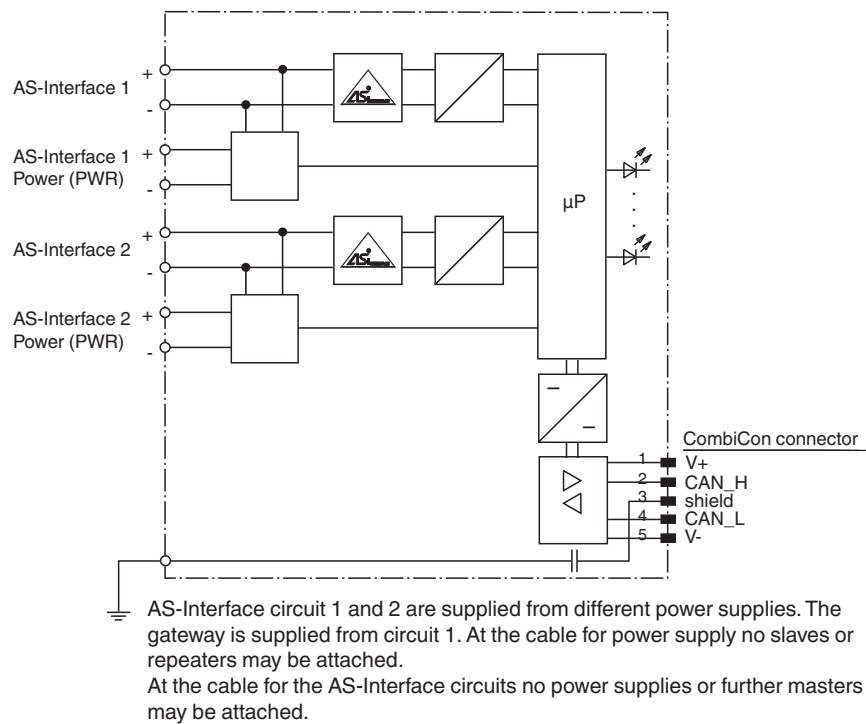 AS-Interface 1
+
-
AS-Interface 1
Power (PWR)
+
-
AS-Interface 2
+
-
AS-Interface 2
Power (PWR)
+
-
ASi
ASi
µP
CombiCon connector
1 V+
2 CAN_H
3 shield
4 CAN_L
5 V-
AS-Interface circuit 1 and 2 are supplied from different power supplies. The
gateway is supplied from circuit 1. At the cable for power supply no slaves or
repeaters may be attached.
At the cable for the AS-Interface circuits no power supplies or further masters
may be attached.